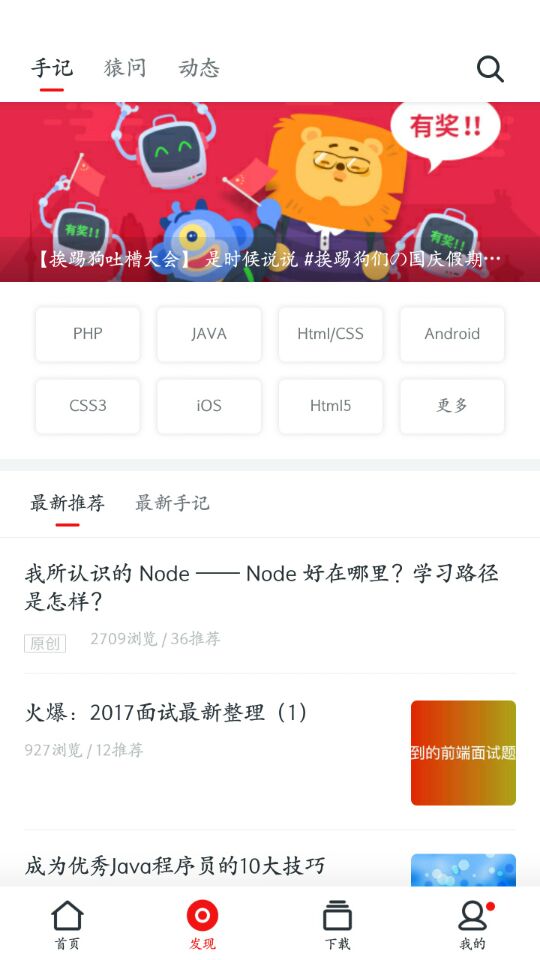 手记 猿问 动态
有奖!!
有奖!!
有奖!!
【挨踢狗吐槽大会】 是时候说说 #挨踢狗们の国庆假期…
PHP JAVA Html/CSS Android
CSS3 iOS Html5 更多
最新推荐 最新手记
我所认识的 Node —— Node 好在哪里？学习路径
是怎样？
原创 2709浏览 / 36推荐
火爆：2017面试最新整理（1）
927浏览 / 12推荐
到的前端面试题
成为优秀Java程序员的10大技巧
首页 发现 下载 我的